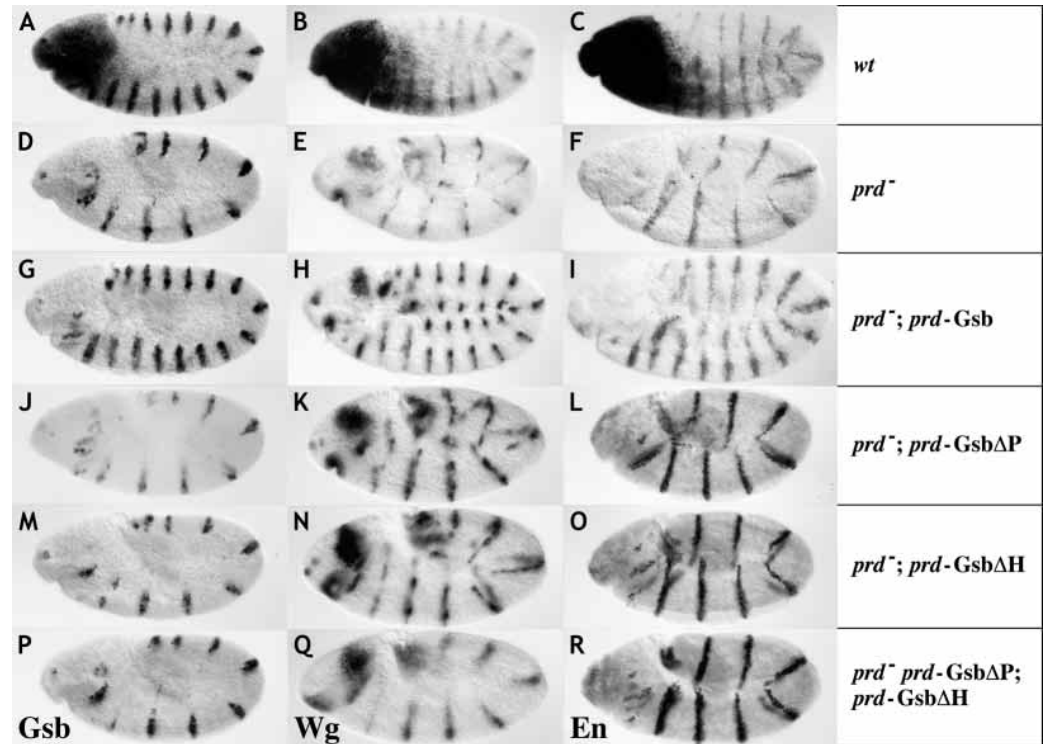 A B C wt
D E F prd-
G H I prd-; prd-Gsb
J K L prd-; prd-GsbΔP
M N O prd-; prd-GsbΔH
P Q R prd- prd-GsbΔP;
prd-GsbΔH
Gsb Wg En